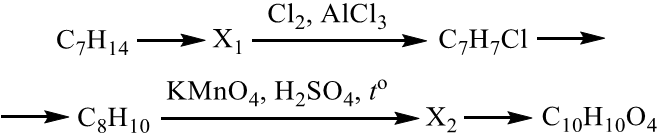 C₇H₁₄ ⟶ X₁ ⟶ C₇H₇Cl ⟶
Cl₂, AlCl₃
⟶ C₈H₁₀ ⟶ X₂ ⟶ C₁₀H₁₀O₄
KMnO₄, H₂SO₄, tᵒ